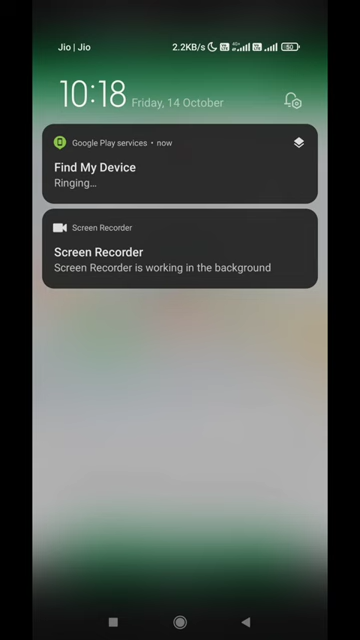 Jio | Jio 2.2KB/s 50
10:18 Friday, 14 October
Google Play services • now
Find My Device
Ringing...
Screen Recorder
Screen Recorder
Screen Recorder is working in the background